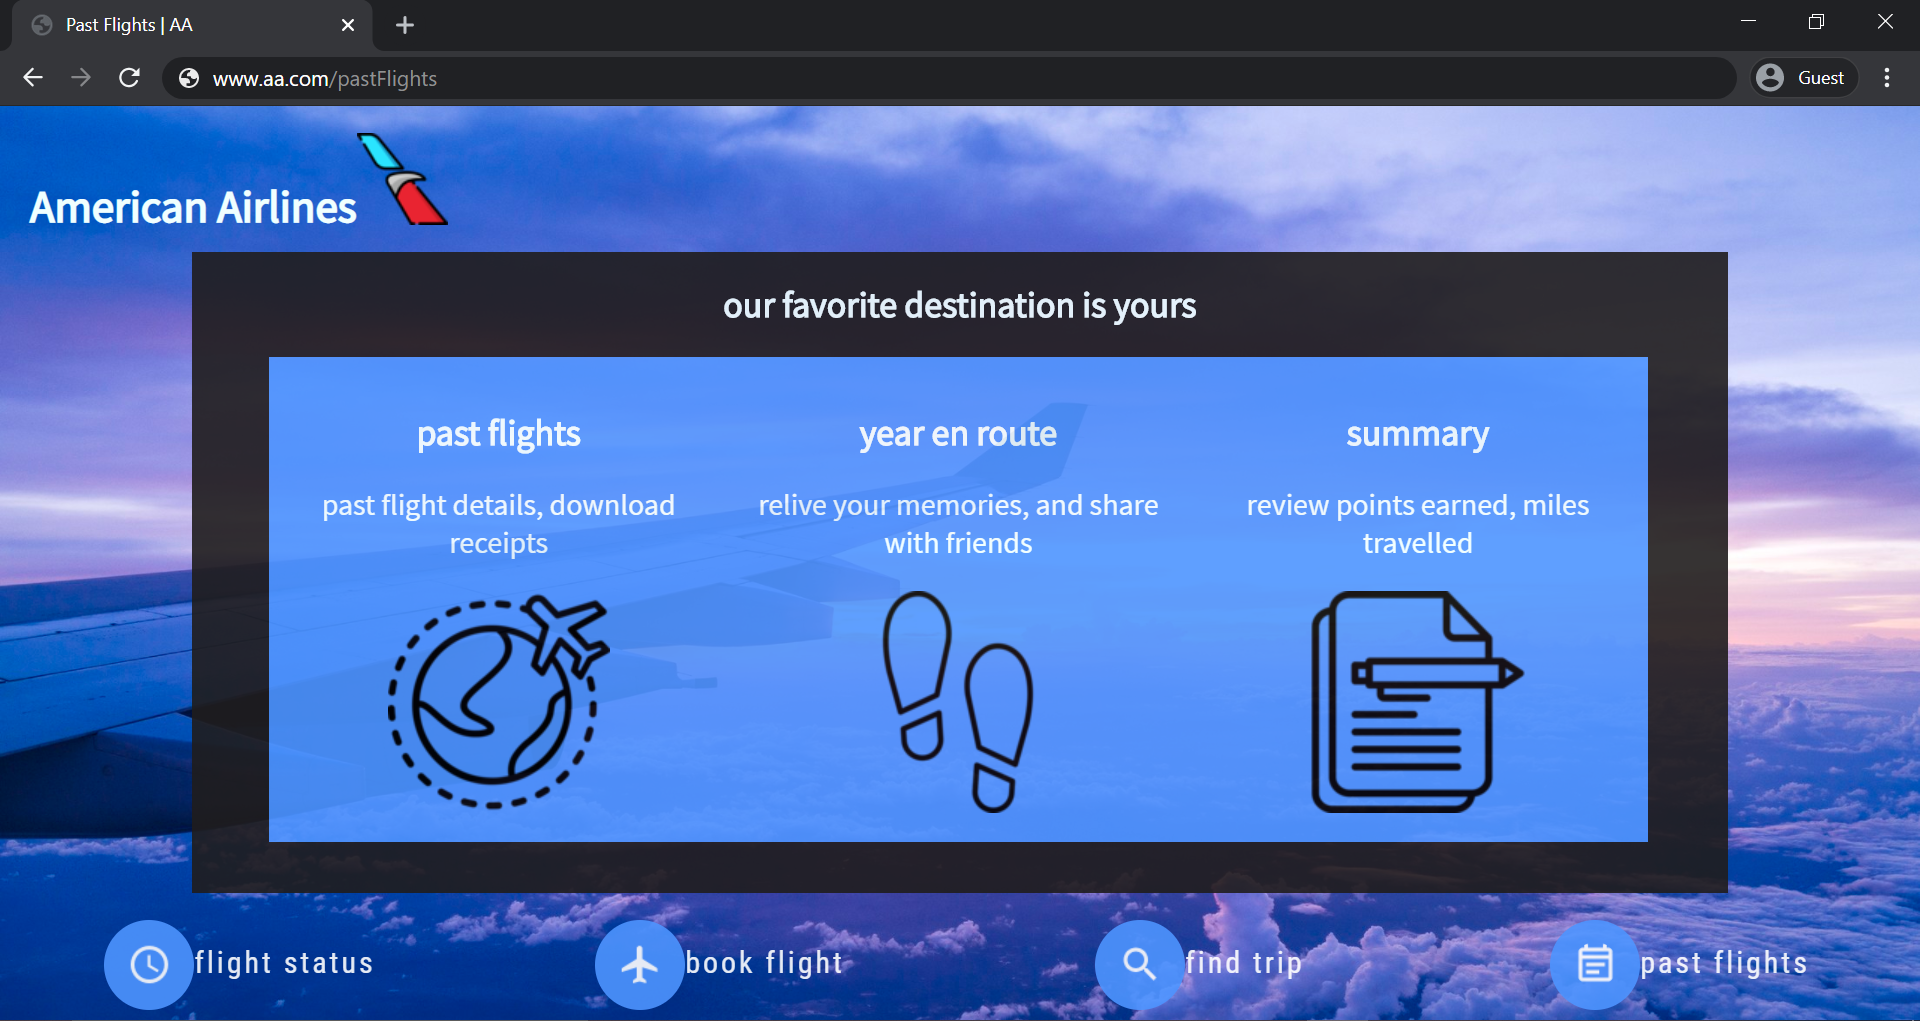 Past Flights | AA
www.aa.com/pastFlights
Guest
American Airlines
our favorite destination is yours
past flights
past flight details, download
receipts
year en route
relive your memories, and share
with friends
summary
review points earned, miles
travelled
flight status
book flight
find trip
past flights